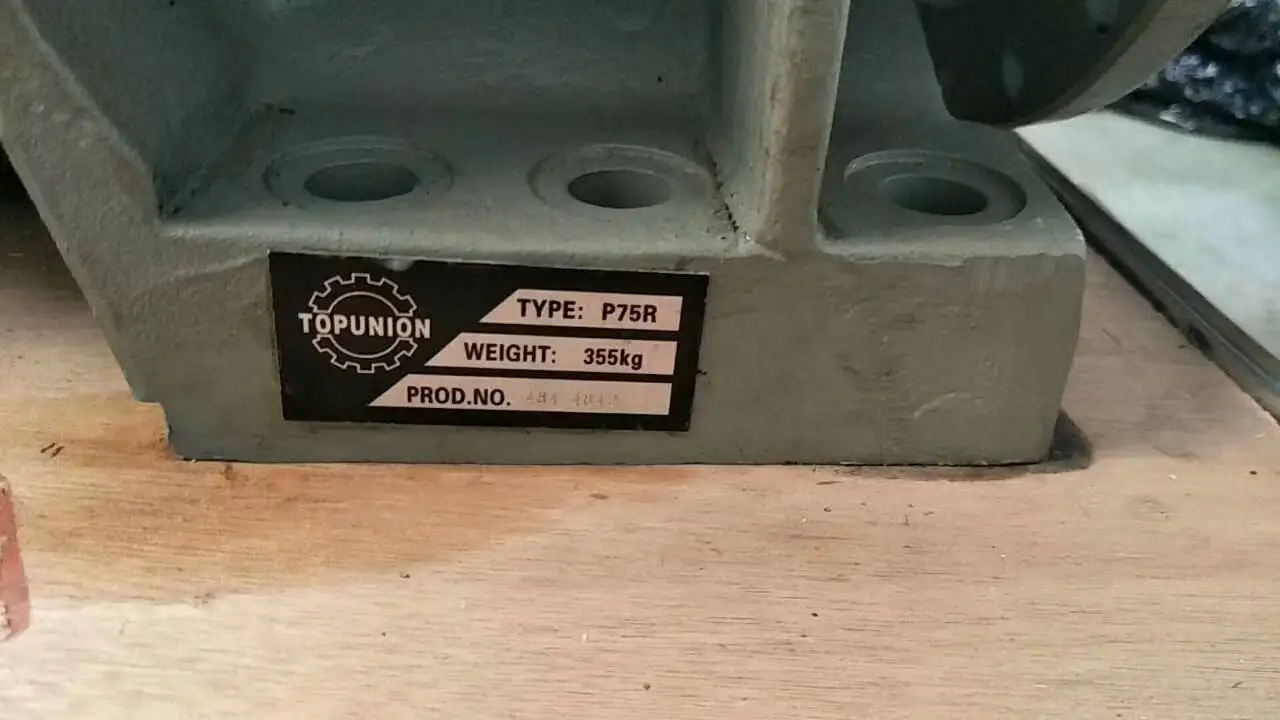 TOPUNION
TYPE: P75R
WEIGHT: 355kg
PROD.NO.